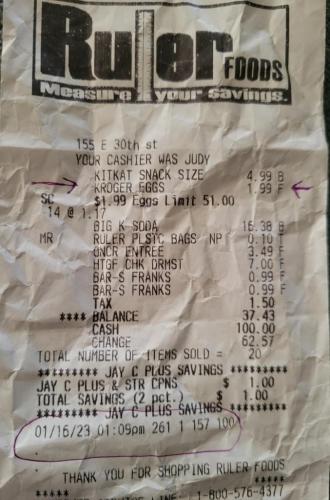 Ruler FOODS
Measure your savings.
155 E 30th st
YOUR CASHIER WAS JUDY
KITKAT SNACK SIZE 4.99 B
KROGER EGGS 1.99 F
SC $1.99 Eggs Limit 51.00
14 @ 1.17
BIG K SODA 16.38 B
MR RULER PLSTC BAGS NP 0.10 T
ONCR ENTREE 3.49 F
HTGF CHK DRMST 7.00 F
BAR-S FRANKS 0.99 F
BAR-S FRANKS 0.99 F
TAX 1.50
**** BALANCE 37.43
CASH 100.00
CHANGE 62.57
TOTAL NUMBER OF ITEMS SOLD = 20
********* JAY C PLUS SAVINGS *********
JAY C PLUS & STR CPNS $ 1.00
TOTAL SAVINGS (2 pct.) $ 1.00
********* JAY C PLUS SAVINGS *********
01/16/23 01:09pm 261 1 157 100
THANK YOU FOR SHOPPING RULER FOODS
***** *****
LINE: 1-800-576-4377